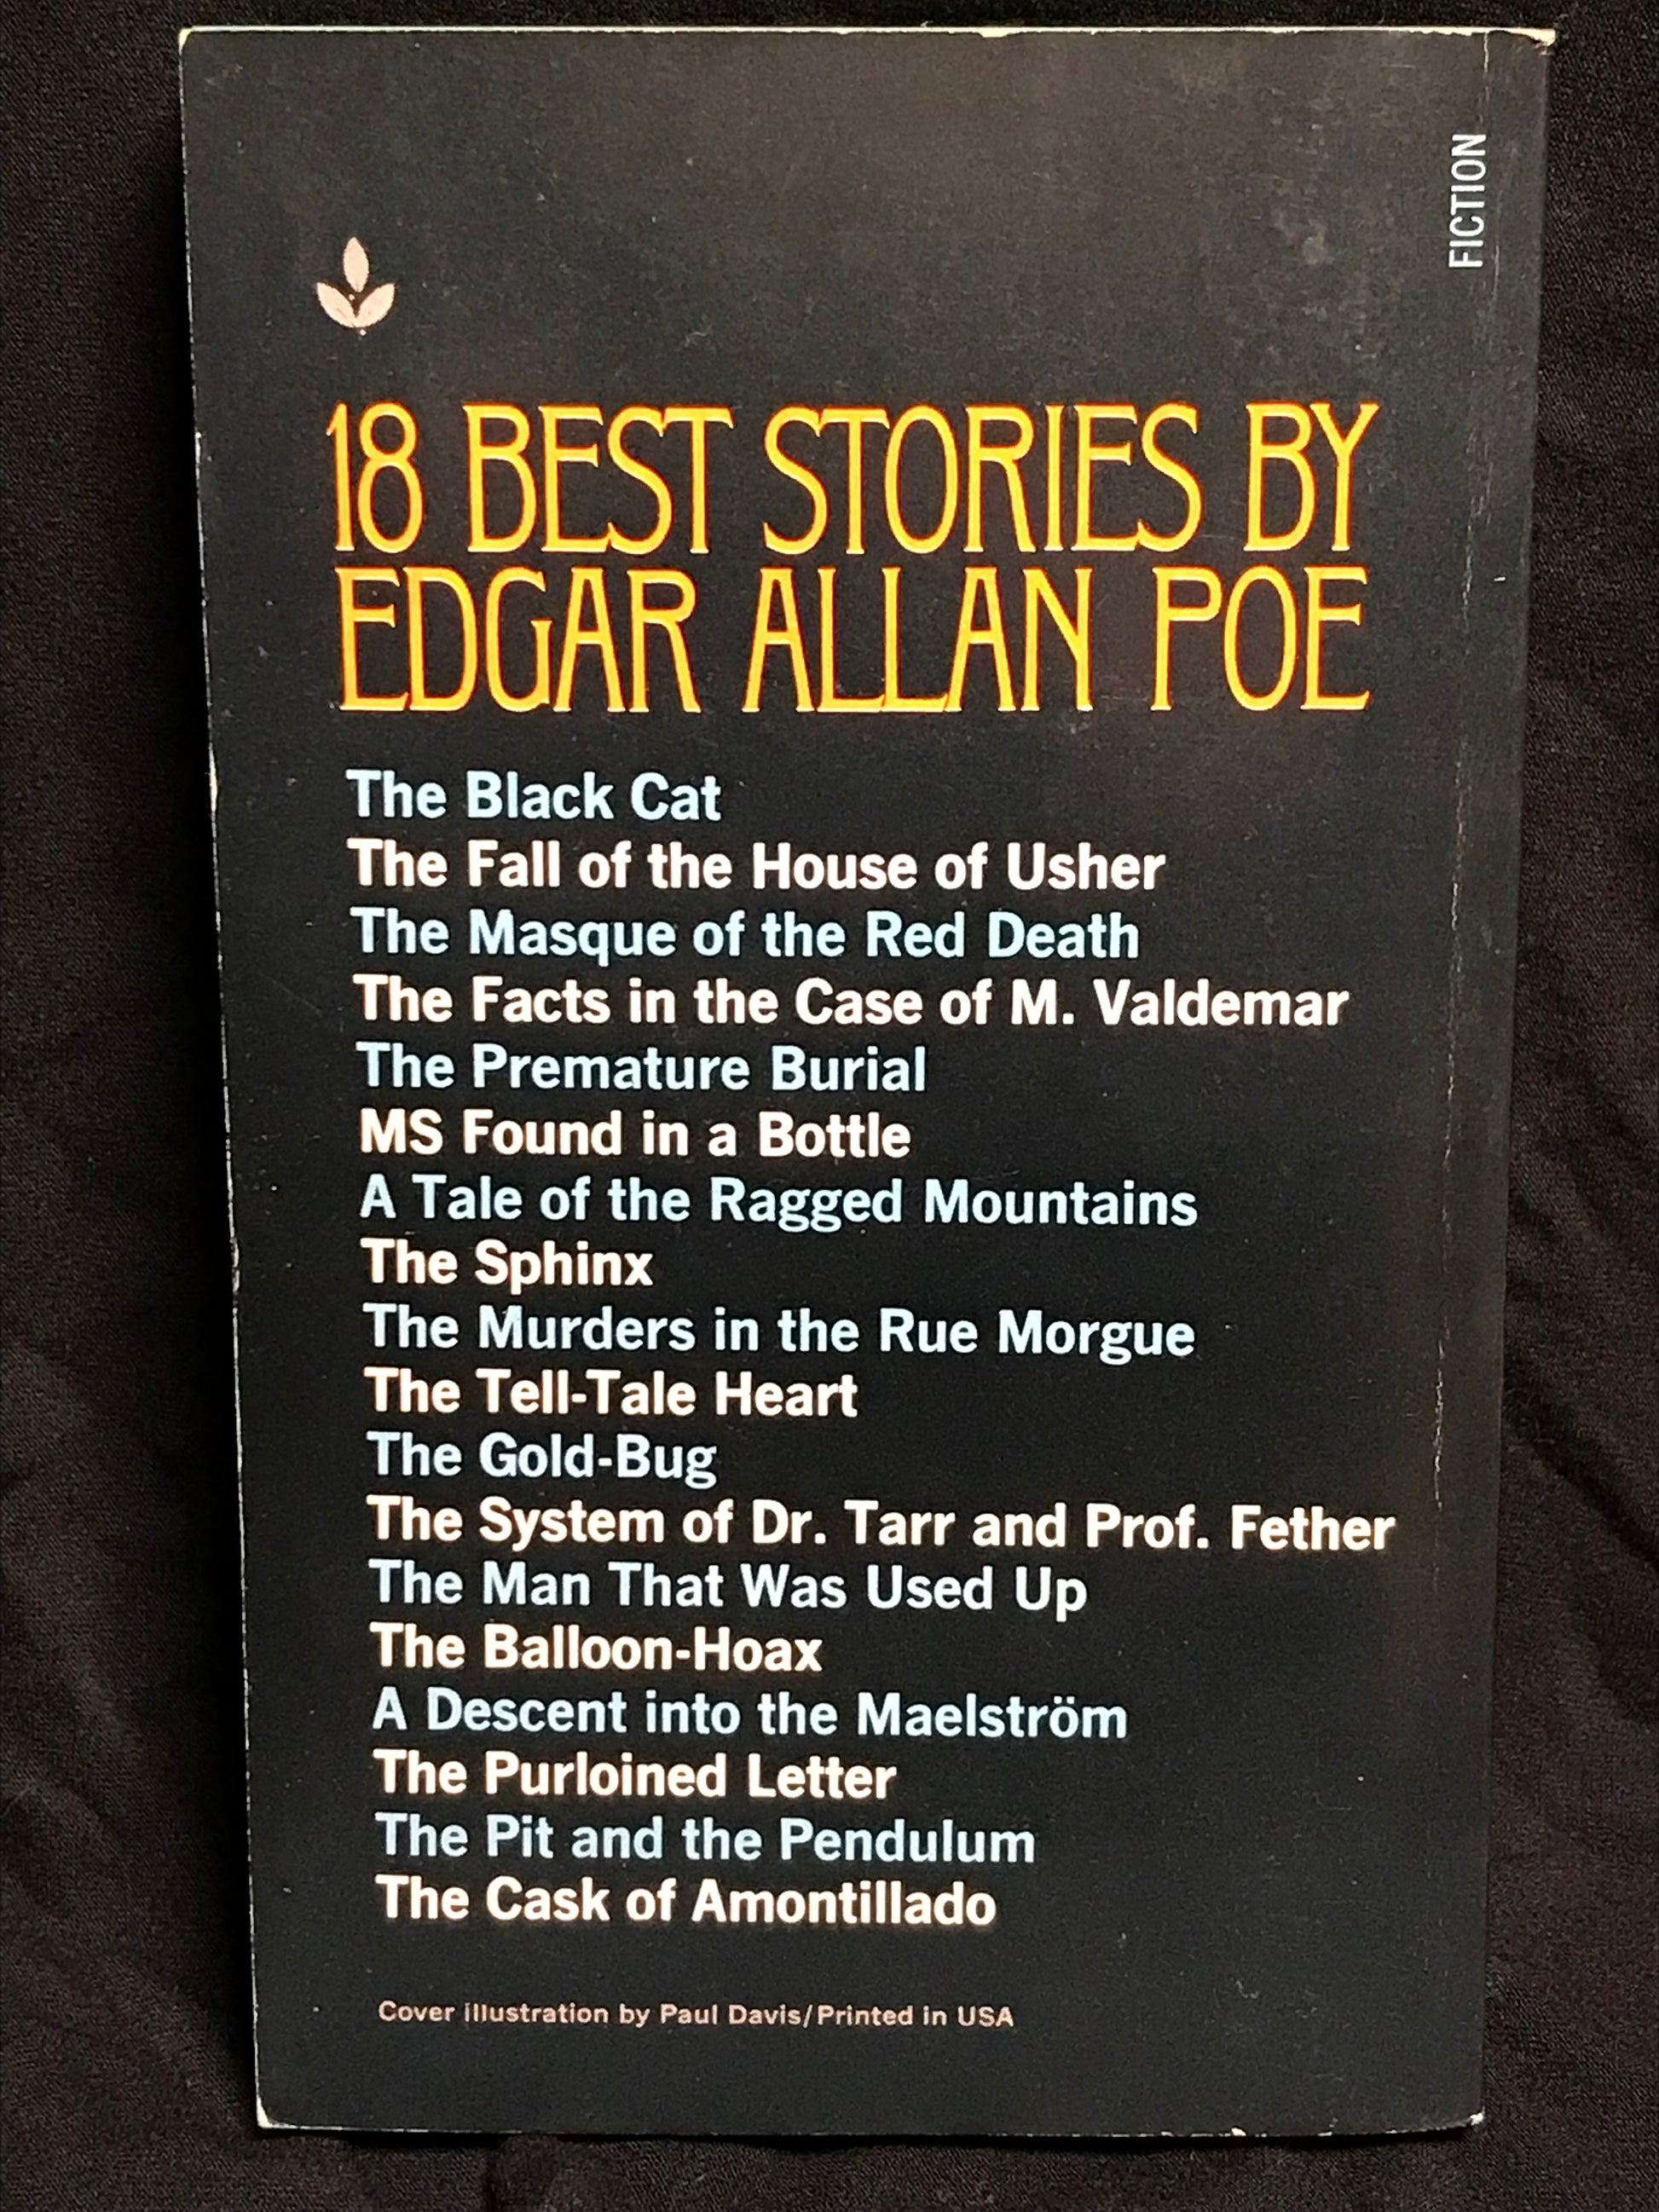 FICTION
18 BEST STORIES BY
EDGAR ALLAN POE
The Black Cat
The Fall of the House of Usher
The Masque of the Red Death
The Facts in the Case of M. Valdemar
The Premature Burial
MS Found in a Bottle
A Tale of the Ragged Mountains
The Sphinx
The Murders in the Rue Morgue
The Tell-Tale Heart
The Gold-Bug
The System of Dr. Tarr and Prof. Fether
The Man That Was Used Up
The Balloon-Hoax
A Descent into the Maelström
The Purloined Letter
The Pit and the Pendulum
The Cask of Amontillado
Cover illustration by Paul Davis/Printed in USA